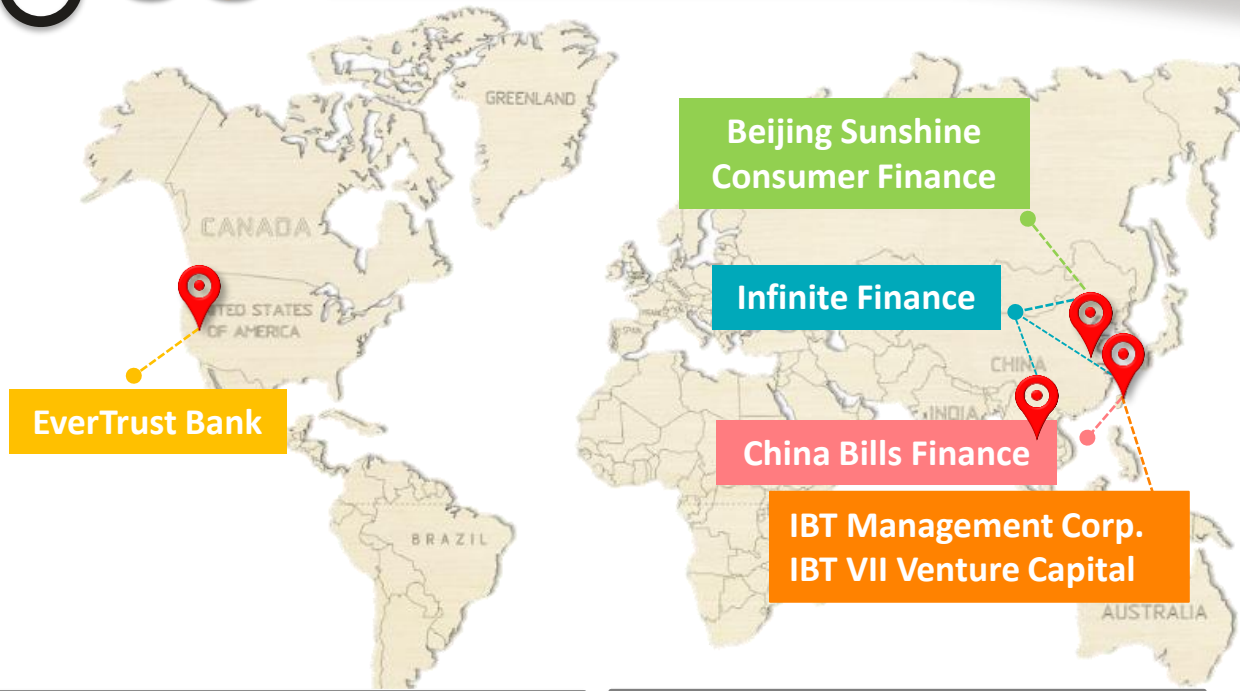 GREENLAND
Beijing Sunshine
Consumer Finance
CANADA
Infinite Finance
STATES
OF AMERICA
SPAIN
CHINA
INDIA
EverTrust Bank
China Bills Finance
IBT Management Corp.
IBT VII Venture Capital
BRAZIL
AUSTRALIA